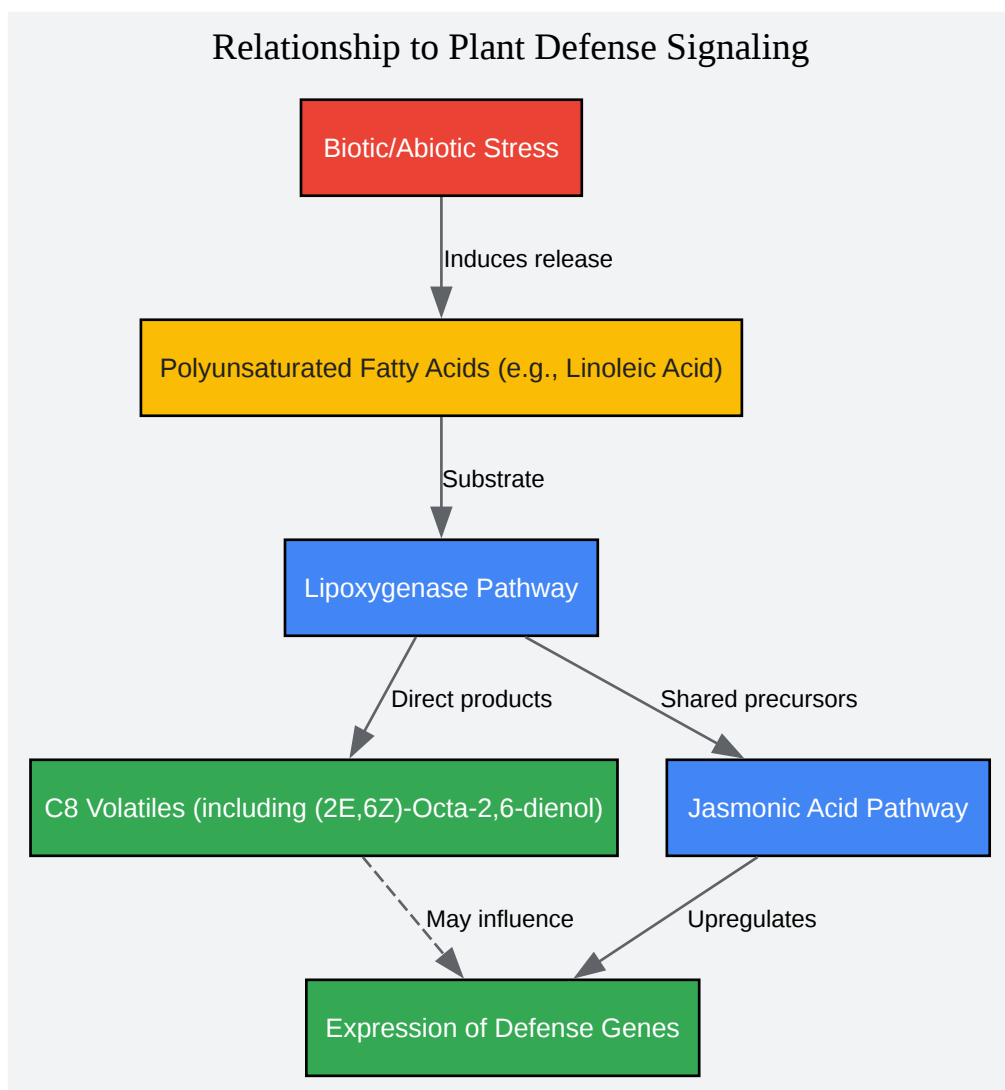 Relationship to Plant Defense Signaling
Biotic/Abiotic Stress
Induces release
Polyunsaturated Fatty Acids (e.g., Linoleic Acid)
Substrate
Lipoxygenase Pathway
Direct products
Shared precursors
C8 Volatiles (including (2E,6Z)-Octa-2,6-dienol)
Jasmonic Acid Pathway
May influence
Upregulates
Expression of Defense Genes